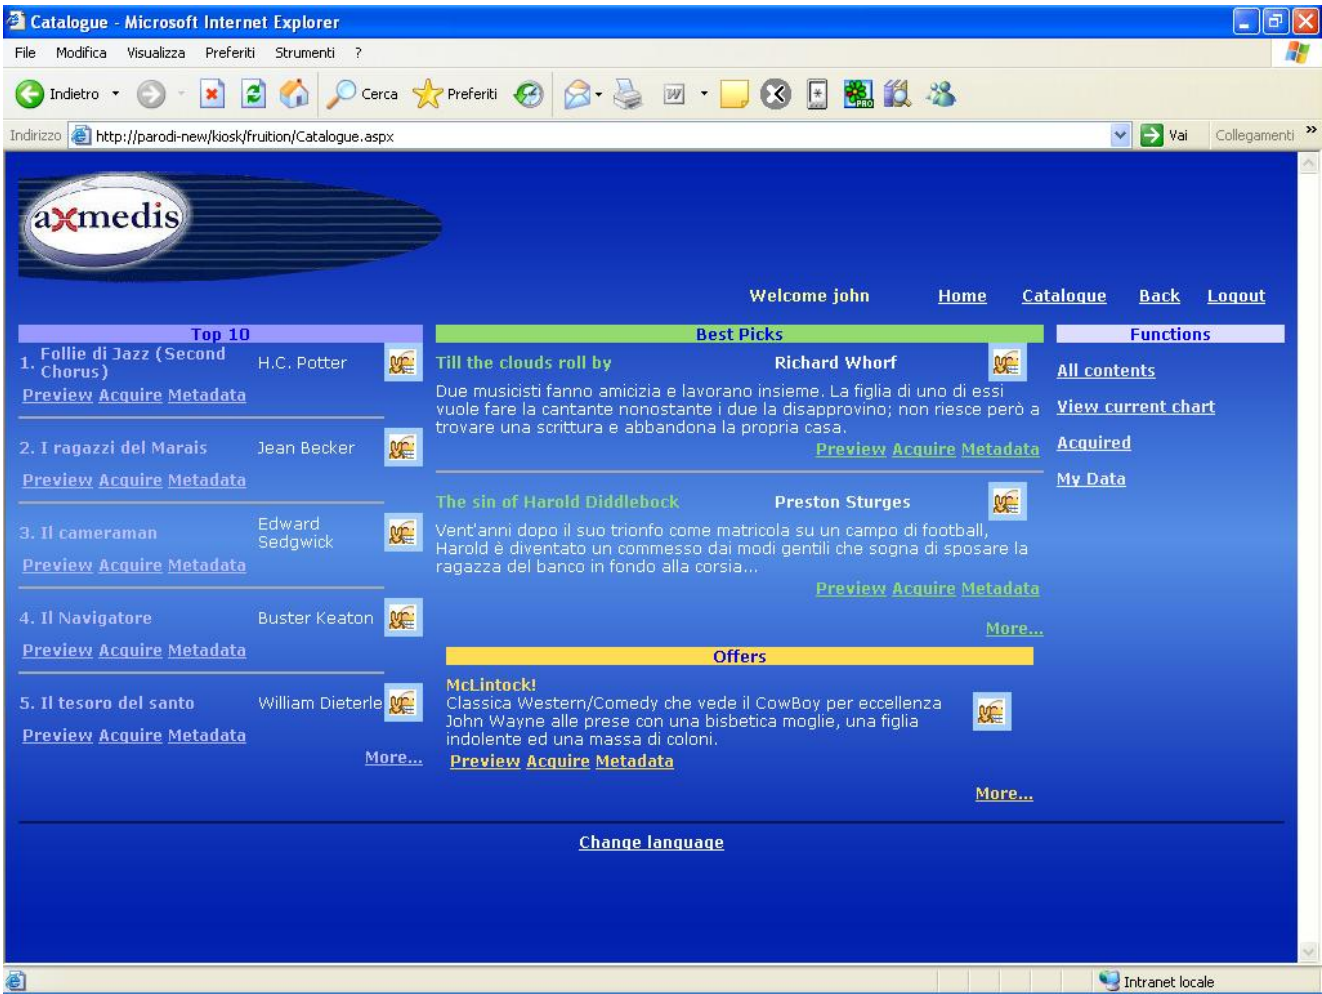 Catalogue - Microsoft Internet Explorer
File Modifica Visualizza Preferiti Strumenti ?
Indietro Cerca Preferiti
Indirizzo http://parodi-new/kiosk/fruition/Catalogue.aspx Vai Collegamenti »
axmedis
Welcome john Home Catalogue Back Logout
Top 10
1. Follie di Jazz (Second
Chorus) H.C. Potter
Preview Acquire Metadata
2. I ragazzi del Marais Jean Becker
Preview Acquire Metadata
3. Il cameraman Edward
Sedgwick
Preview Acquire Metadata
4. Il Navigatore Buster Keaton
Preview Acquire Metadata
5. Il tesoro del santo William Dieterle
Preview Acquire Metadata
More...
Best Picks
Till the clouds roll by Richard Whorf
Due musicisti fanno amicizia e lavorano insieme. La figlia di uno di essi
vuole fare la cantante nonostante i due la disapprovino; non riesce però a
trovare una scrittura e abbandona la propria casa.
Preview Acquire Metadata
The sin of Harold Diddlebock Preston Sturges
Vent'anni dopo il suo trionfo come matricola su un campo di football,
Harold è diventato un commesso dai modi gentili che sogna di sposare la
ragazza del banco in fondo alla corsia...
Preview Acquire Metadata
More...
Offers
McLintock!
Classica Western/Comedy che vede il CowBoy per eccellenza
John Wayne alle prese con una bisbetica moglie, una figlia
indolente ed una massa di coloni.
Preview Acquire Metadata
More...
Functions
All contents
View current chart
Acquired
My Data
Change language
Intranet locale